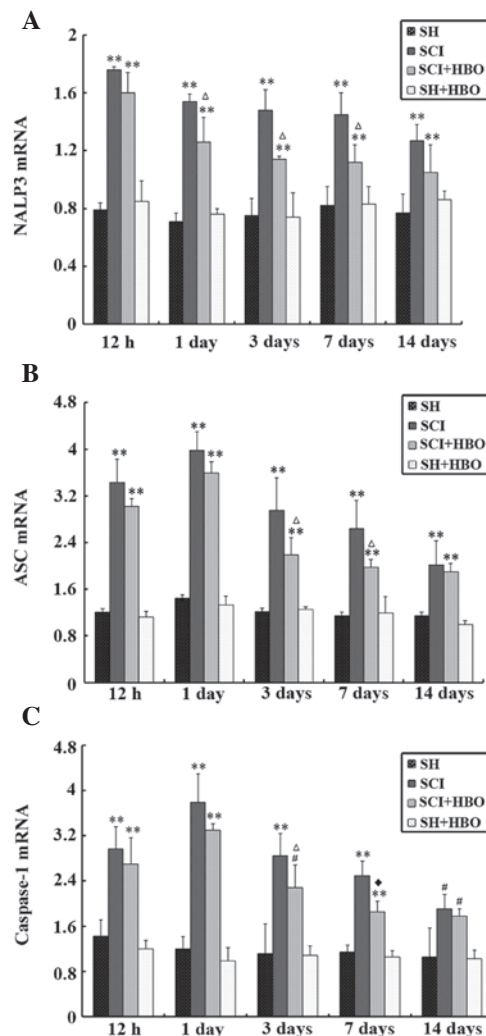 A
SH
SCI
SCI+HBO
SH+HBO
NALP3 mRNA
2
1.6
1.2
0.8
0.4
0
** **
** Δ **
** Δ **
** Δ **
** **
12 h 1 day 3 days 7 days 14 days
B
SH
SCI
SCI+HBO
SH+HBO
ASC mRNA
4.8
4
3.2
2.4
1.6
0.8
0
** **
** **
** Δ **
** Δ **
** **
12 h 1 day 3 days 7 days 14 days
C
SH
SCI
SCI+HBO
SH+HBO
Caspase-1 mRNA
4.8
4
3.2
2.4
1.6
0.8
0
** **
** **
** Δ #
** ◆ **
# #
12 h 1 day 3 days 7 days 14 days